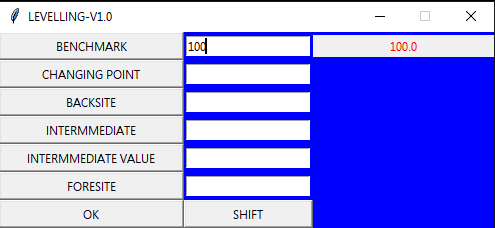 LEVELLING-V1.0
BENCHMARK 100 100.0
CHANGING POINT
BACKSITE
INTERMMEDIATE
INTERMMEDIATE VALUE
FORESITE
OK SHIFT